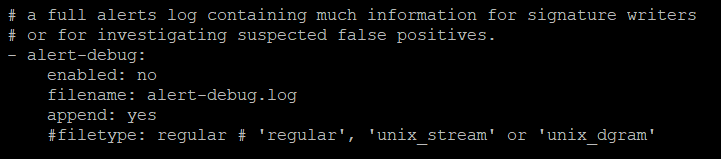 # a full alerts log containing much information for signature writers
# or for investigating suspected false positives.
- alert-debug:
    enabled: no
    filename: alert-debug.log
    append: yes
    #filetype: regular # 'regular', 'unix_stream' or 'unix_dgram'